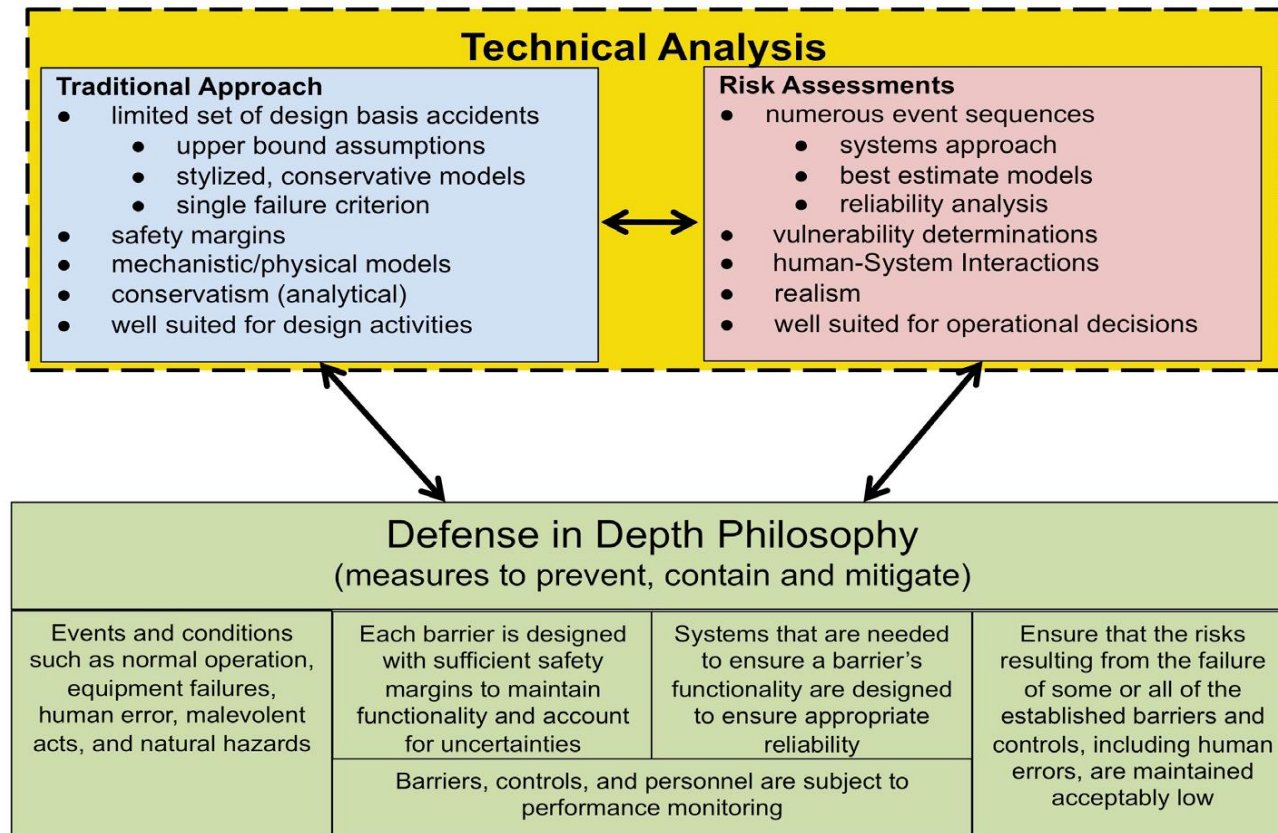 Technical Analysis
Traditional Approach
● limited set of design basis accidents
● upper bound assumptions
● stylized, conservative models
● single failure criterion
● safety margins
● mechanistic/physical models
● conservatism (analytical)
● well suited for design activities
Risk Assessments
● numerous event sequences
● systems approach
● best estimate models
● reliability analysis
● vulnerability determinations
● human-System Interactions
● realism
● well suited for operational decisions
Defense in Depth Philosophy
(measures to prevent, contain and mitigate)
Events and conditions
such as normal operation,
equipment failures,
human error, malevolent
acts, and natural hazards
Each barrier is designed
with sufficient safety
margins to maintain
functionality and account
for uncertainties
Systems that are needed
to ensure a barrier's
functionality are designed
to ensure appropriate
reliability
Barriers, controls, and personnel are subject to
performance monitoring
Ensure that the risks
resulting from the failure
of some or all of the
established barriers and
controls, including human
errors, are maintained
acceptably low